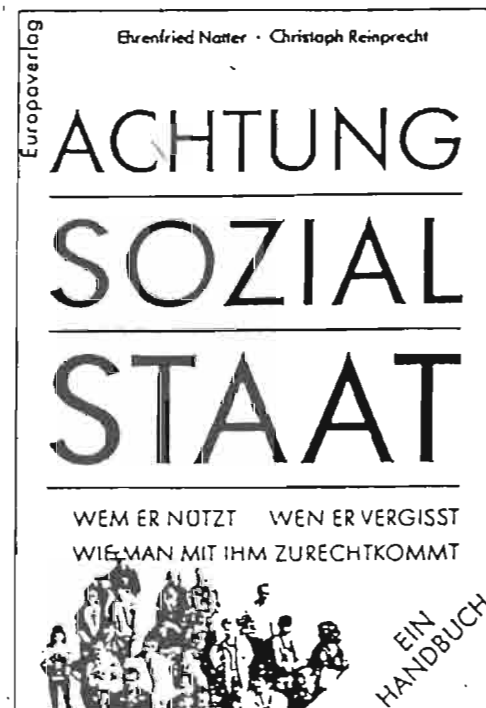 Europaverlag
Ehrenfried Natter · Christoph Reinprecht
ACHTUNG
SOZIAL
STAAT
WEM ER NÜTZT WEN ER VERGISST
WIE MAN MIT IHM ZURECHTKOMMT
EIN
HANDBUCH